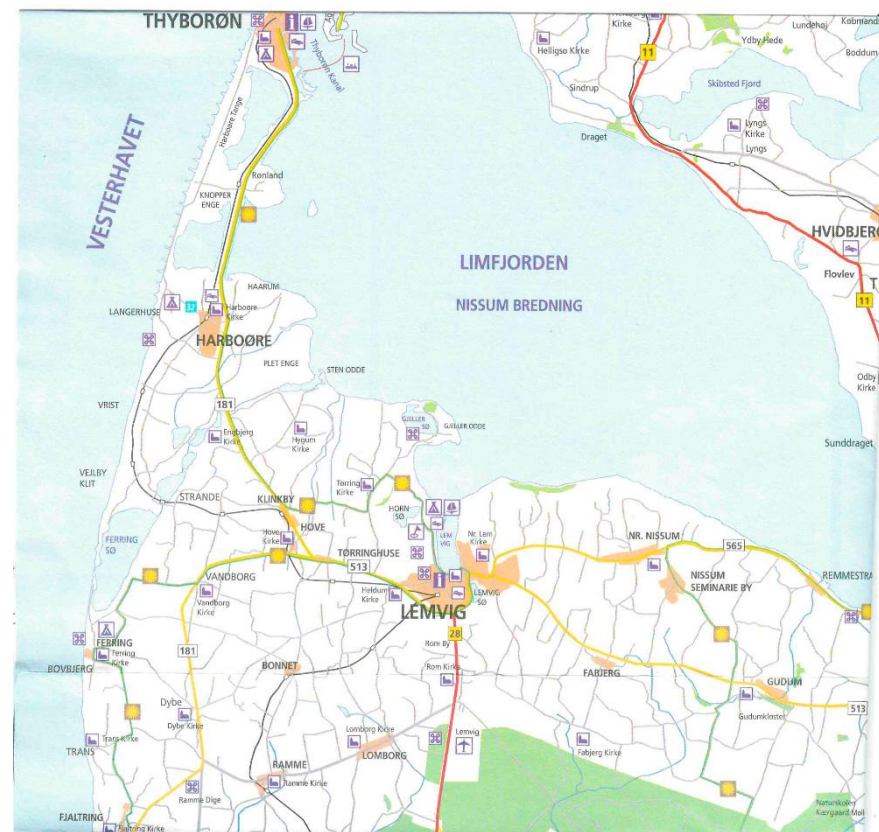 THYBORØN
Thyborøn Kanal
Harboøre Tange
VESTERHAVET
Rønland
KNOPPER
ENGE
HAARUM
LANGERHUSE
32
Harboøre
Kirke
HARBOØRE
PLET ENGE
STEN ODDE
VRIST
181
Engbjerg
Kirke
Hygum
Kirke
GJELLER
SØ
GJELLER ODDE
VEJLBY
KLIT
STRANDE
KLINKBY
Tørring
Kirke
HORN
SØ
LEM
VIG
FERRING
SØ
Hove
Kirke
HOVE
TØRRINGHUSE
513
VANDBORG
Vandborg
Kirke
Heldum
Kirke
LEMVIG
LEMVIG
SØ
Nr. Lem
Kirke
NR. NISSUM
565
NISSUM
SEMINARIE BY
REMMESTRA
28
Rom By
Rom Kirke
FERRING
Ferring
Kirke
BOVBJERG
181
BONNET
FABJERG
GUDUM
513
Gudumkloster
Dybe
Dybe Kirke
TRANS
Trans Kirke
Lomborg Kirke
LOMBORG
Lemvig
Fabjerg Kirke
RAMME
Ramme Kirke
Ramme Dige
FJALTRING
Fjaltring Kirke
Naturskolen
Kærgaard Møll
LIMFJORDEN
NISSUM BREDNING
Helligsø Kirke
11
Ydby Hede
Lundehøj
Boddum
Sindrup
Skibsted Fjord
Draget
Lyngs
Kirke
Lyngs
HVIDBJERG
Flovlev
11
T
Odby
Kirke
Sunddraget